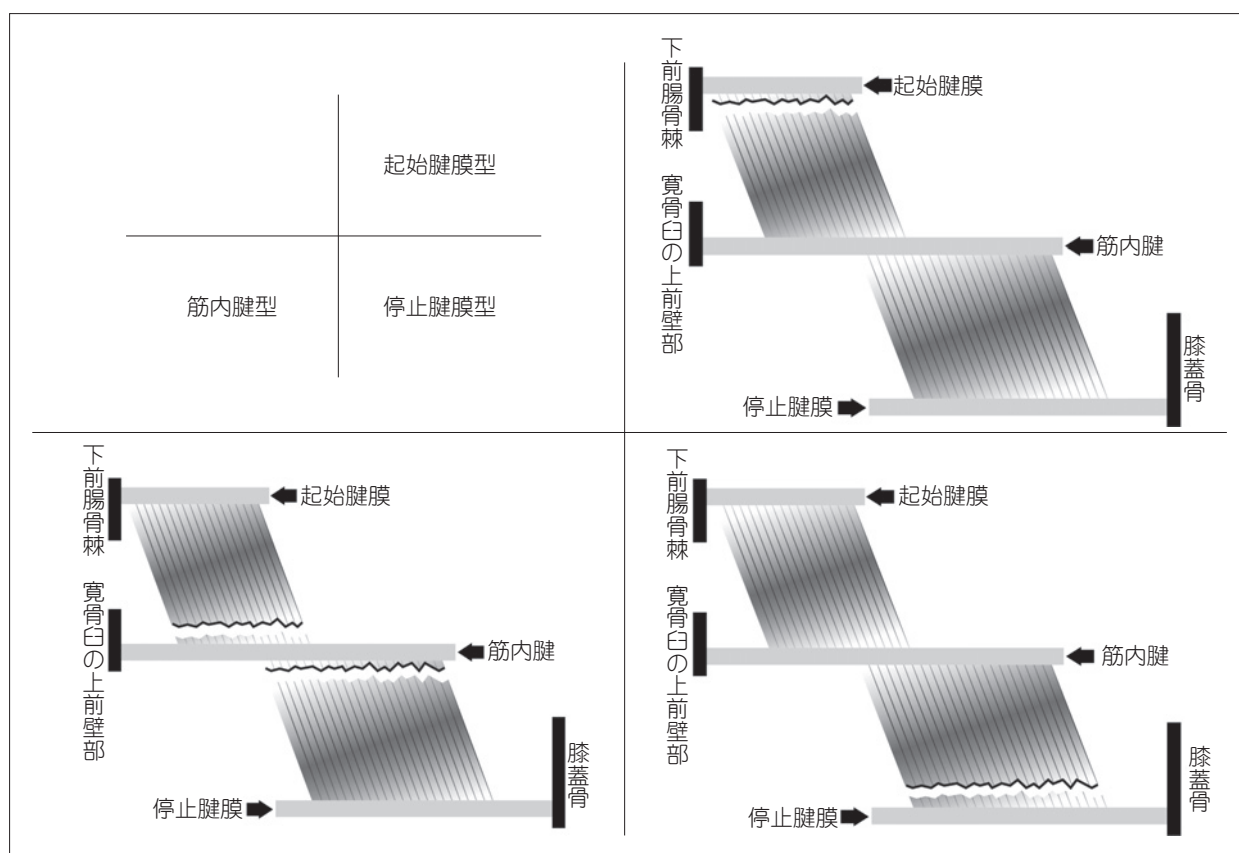 起始腱膜型
筋内腱型
停止腱膜型
下前腸骨棘
起始腱膜
寛骨臼の上前壁部
筋内腱
膝蓋骨
停止腱膜
下前腸骨棘
起始腱膜
寛骨臼の上前壁部
筋内腱
膝蓋骨
停止腱膜
下前腸骨棘
起始腱膜
寛骨臼の上前壁部
筋内腱
膝蓋骨
停止腱膜